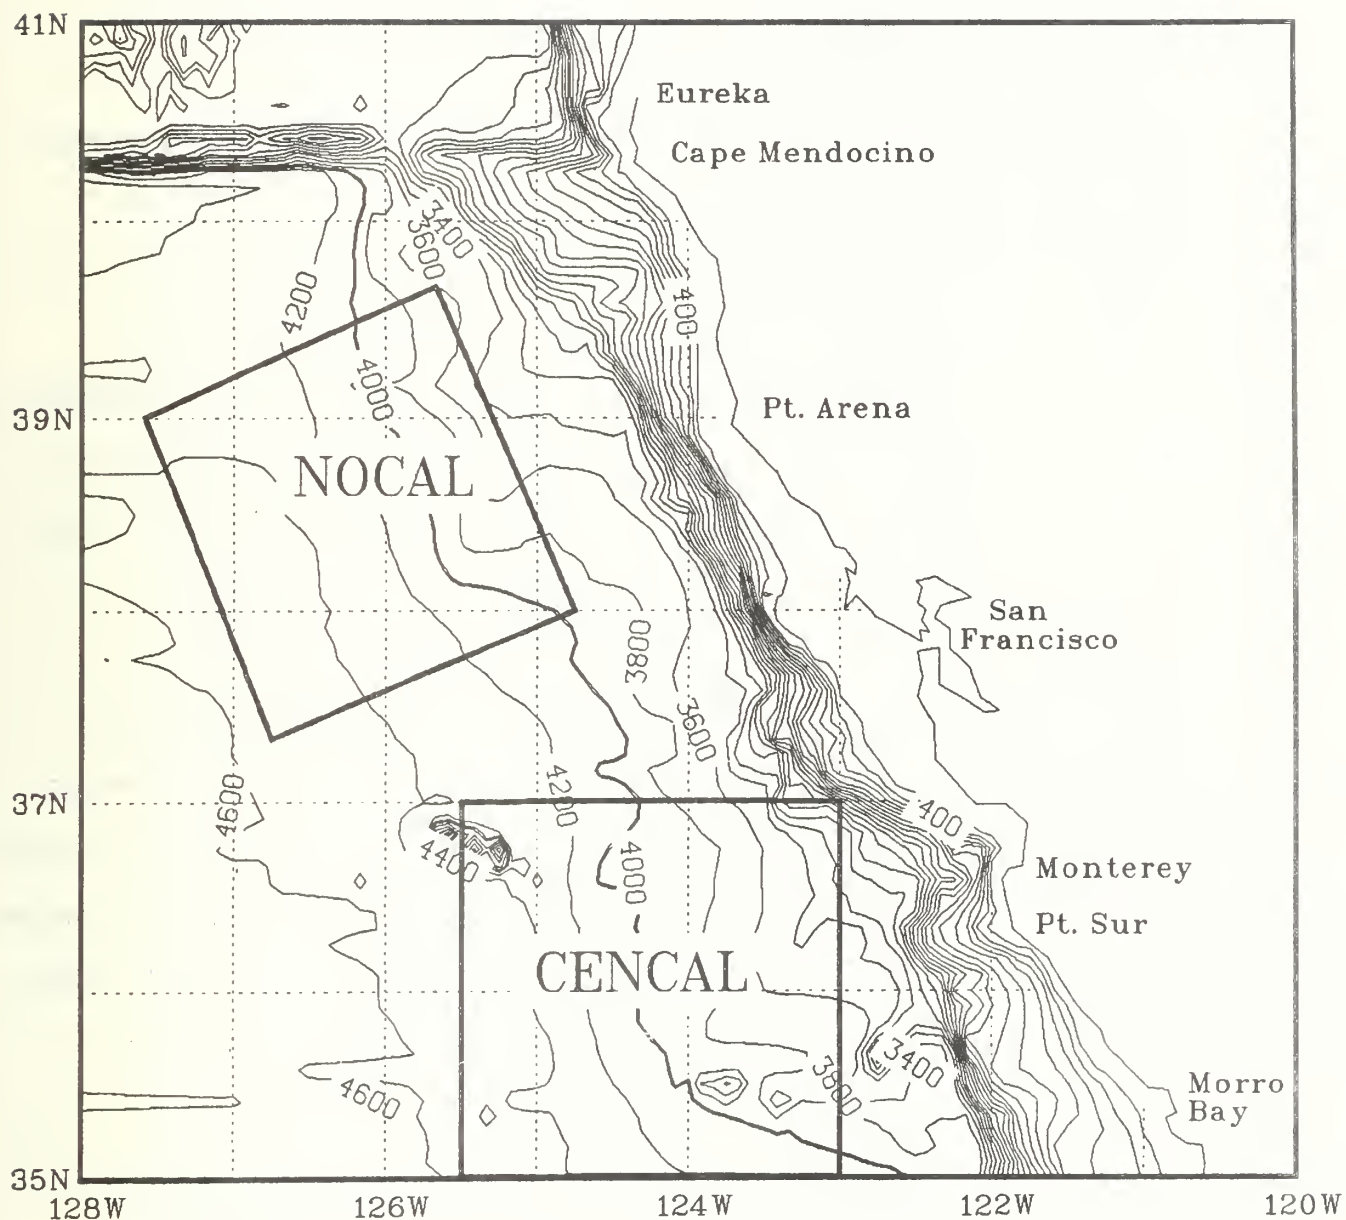 41N
Eureka
Cape Mendocino
3400
3600
4200
400
4000
39N
Pt. Arena
NOCAL
San
Francisco
3800
3600
4200
37N
4600
400
4400
4000
Monterey
Pt. Sur
CENCAL
3400
3800
4600
Morro
Bay
35N
128W
126W
124W
122W
120W